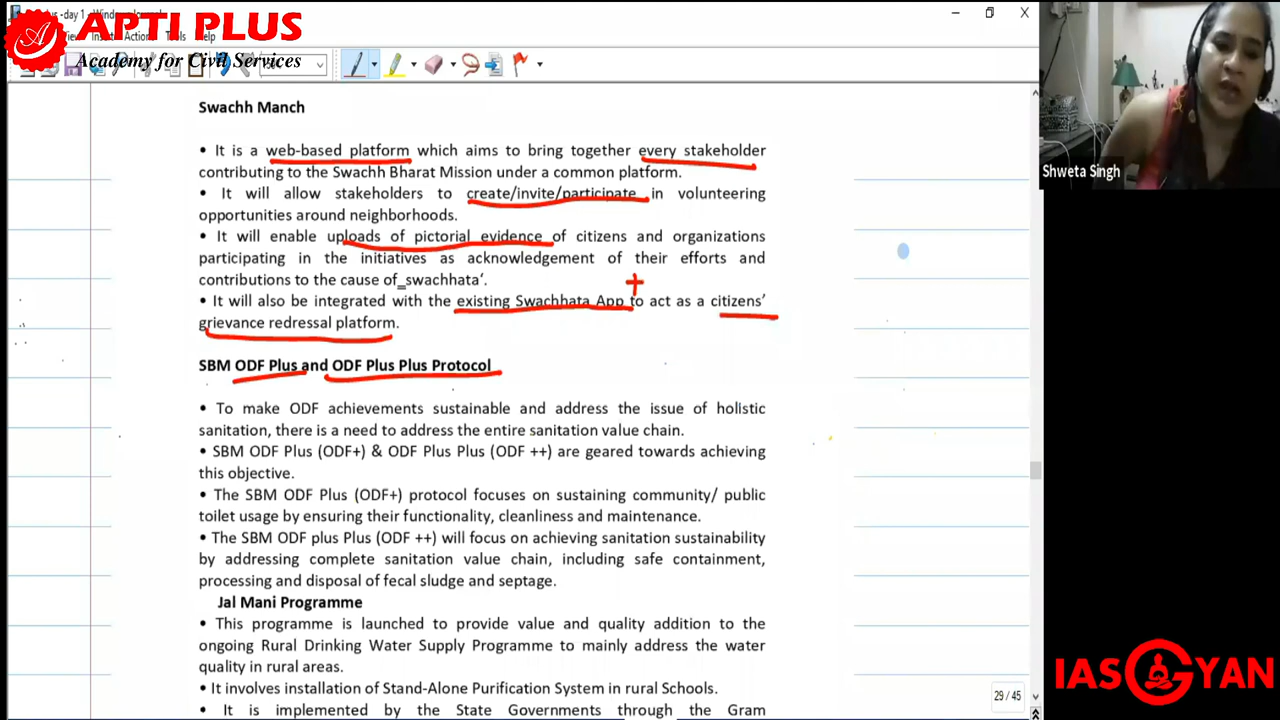 APTI PLUS
Academy for Civil Services
Swachh Manch
• It is a web-based platform which aims to bring together every stakeholder
contributing to the Swachh Bharat Mission under a common platform.
• It will allow stakeholders to create/invite/participate in volunteering
opportunities around neighborhoods.
• It will enable uploads of pictorial evidence of citizens and organizations
participating in the initiatives as acknowledgement of their efforts and
contributions to the cause of_swachhata‘.
• It will also be integrated with the existing Swachhata App to act as a citizens’
grievance redressal platform.
SBM ODF Plus and ODF Plus Plus Protocol
• To make ODF achievements sustainable and address the issue of holistic
sanitation, there is a need to address the entire sanitation value chain.
• SBM ODF Plus (ODF+) & ODF Plus Plus (ODF ++) are geared towards achieving
this objective.
• The SBM ODF Plus (ODF+) protocol focuses on sustaining community/ public
toilet usage by ensuring their functionality, cleanliness and maintenance.
• The SBM ODF plus Plus (ODF ++) will focus on achieving sanitation sustainability
by addressing complete sanitation value chain, including safe containment,
processing and disposal of fecal sludge and septage.
Jal Mani Programme
• This programme is launched to provide value and quality addition to the
ongoing Rural Drinking Water Supply Programme to mainly address the water
quality in rural areas.
• It involves installation of Stand-Alone Purification System in rural Schools.
• It is implemented by the State Governments through the Gram
29 / 45
Shweta Singh
IAS GYAN